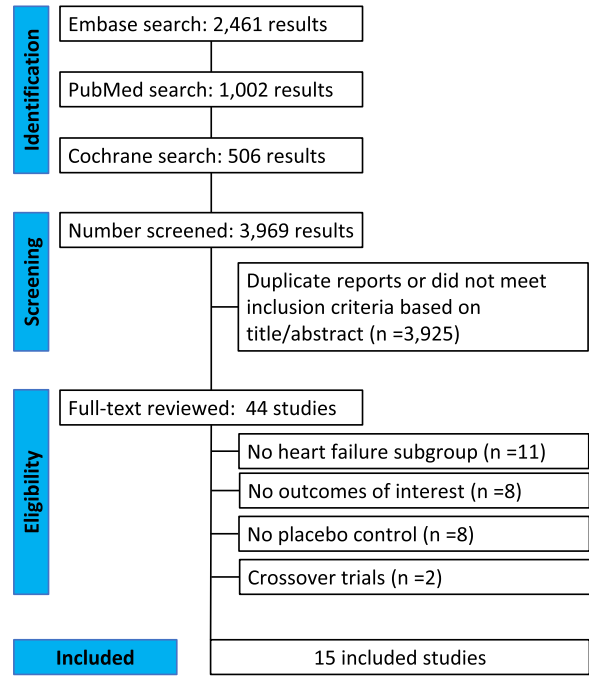 Identification
Embase search: 2,461 results
PubMed search: 1,002 results
Cochrane search: 506 results
Screening
Number screened: 3,969 results
Duplicate reports or did not meet
inclusion criteria based on
title/abstract (n =3,925)
Eligibility
Full-text reviewed:  44 studies
No heart failure subgroup (n =11)
No outcomes of interest (n =8)
No placebo control (n =8)
Crossover trials (n =2)
Included
15 included studies